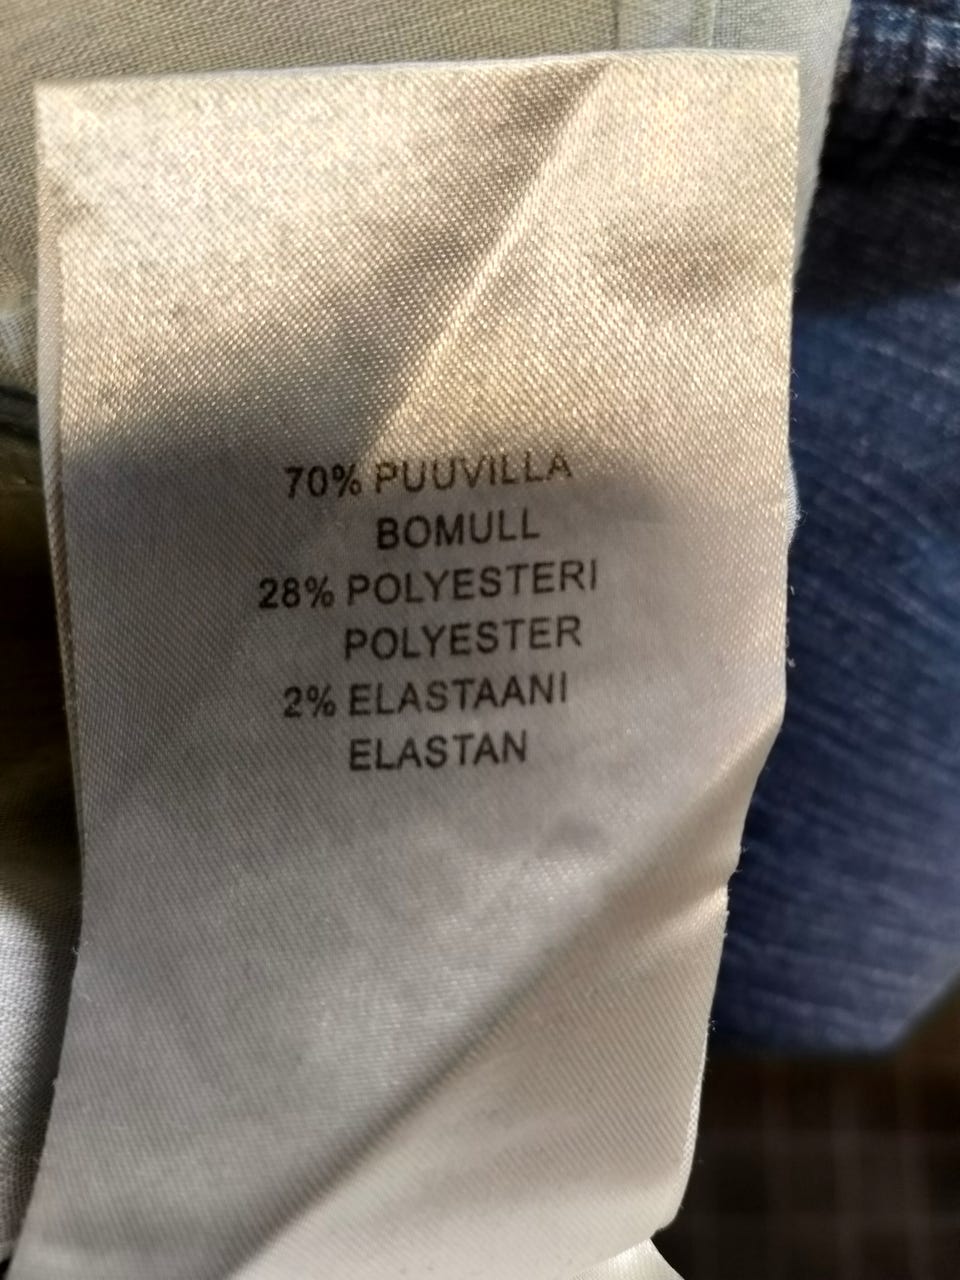 70% PUUVILLA
BOMULL
28% POLYESTERI
POLYESTER
2% ELASTAANI
ELASTAN